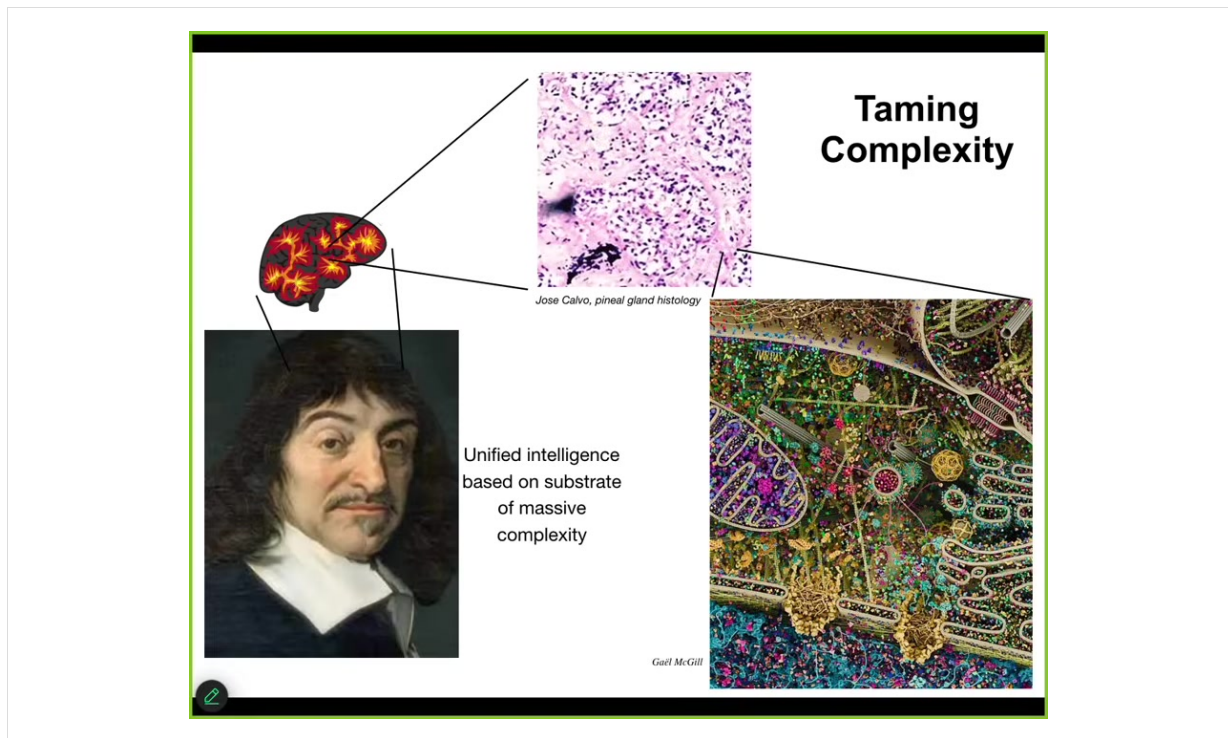 Taming
Complexity
Jose Calvo, pineal gland histology
Unified intelligence
based on substrate
of massive
complexity
Gaël McGill